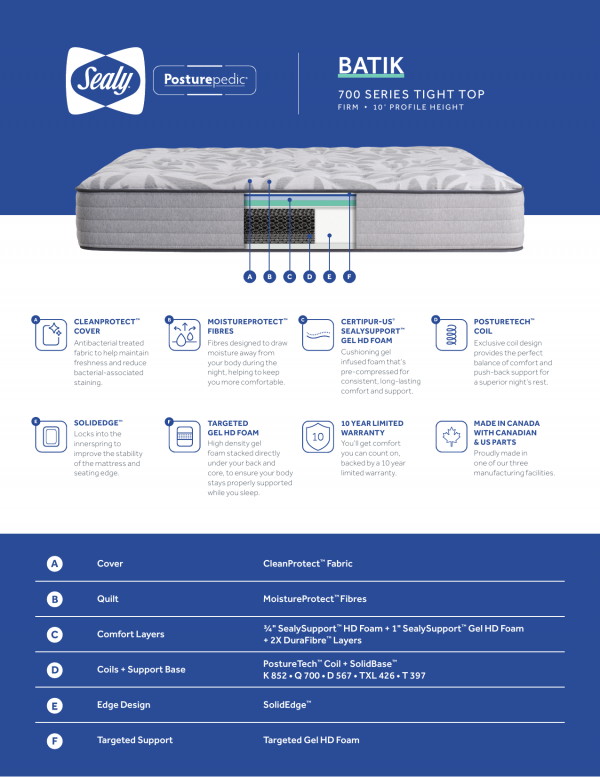 Sealy®
Posturepedic®
BATIK
700 SERIES TIGHT TOP
FIRM • 10" PROFILE HEIGHT
A B C D E F
A
CLEANPROTECT™
COVER
Antibacterial treated
fabric to help maintain
freshness and reduce
bacterial-associated
staining.
B
MOISTUREPROTECT™
FIBRES
Fibres designed to draw
moisture away from
your body during the
night, helping to keep
you more comfortable.
C
CERTIPUR-US®
SEALYSUPPORT™
GEL HD FOAM
Cushioning gel
infused foam that's
pre-compressed for
consistent, long-lasting
comfort and support.
D
POSTURETECH™
COIL
Exclusive coil design
provides the perfect
balance of comfort and
push-back support for
a superior night's rest.
E
SOLIDEDGE™
Locks into the
innerspring to
improve the stability
of the mattress and
seating edge.
F
TARGETED
GEL HD FOAM
High density gel
foam stacked directly
under your back and
core, to ensure your body
stays properly supported
while you sleep.
10
10 YEAR LIMITED
WARRANTY
You'll get comfort
you can count on,
backed by a 10 year
limited warranty.
MADE IN CANADA
WITH CANADIAN
& US PARTS
Proudly made in
one of our three
manufacturing facilities.
A Cover CleanProtect™ Fabric
B Quilt MoistureProtect™ Fibres
C Comfort Layers ¾" SealySupport™ HD Foam + 1" SealySupport™ Gel HD Foam
+ 2X DuraFibre™ Layers
D Coils + Support Base PostureTech™ Coil + SolidBase™
K 852 • Q 700 • D 567 • TXL 426 • T 397
E Edge Design SolidEdge™
F Targeted Support Targeted Gel HD Foam